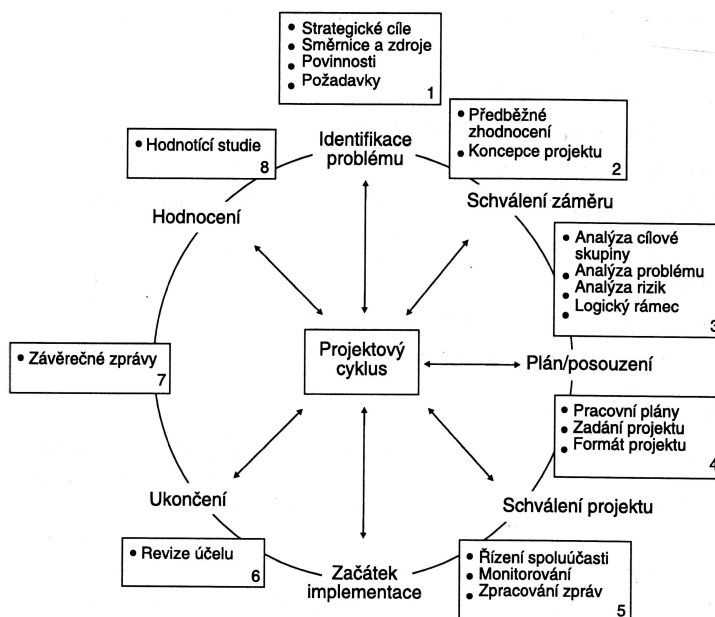 • Strategické cíle
• Směrnice a zdroje
• Povinnosti
• Požadavky
1
Identifikace
problému
• Předběžné
zhodnocení
• Koncepce projektu
2
Schválení záměru
• Analýza cílové
skupiny
• Analýza problému
• Analýza rizik
• Logický rámec
•
3
Plán/posouzení
• Pracovní plány
• Zadání projektu
• Formát projektu
4
Schválení projektu
• Řízení spoluúčasti
• Monitorování
• Zpracování zpráv
5
Začátek
implementace
• Revize účelu
6
Ukončení
• Závěrečné zprávy
7
Hodnocení
• Hodnotící studie
8
Projektový
cyklus